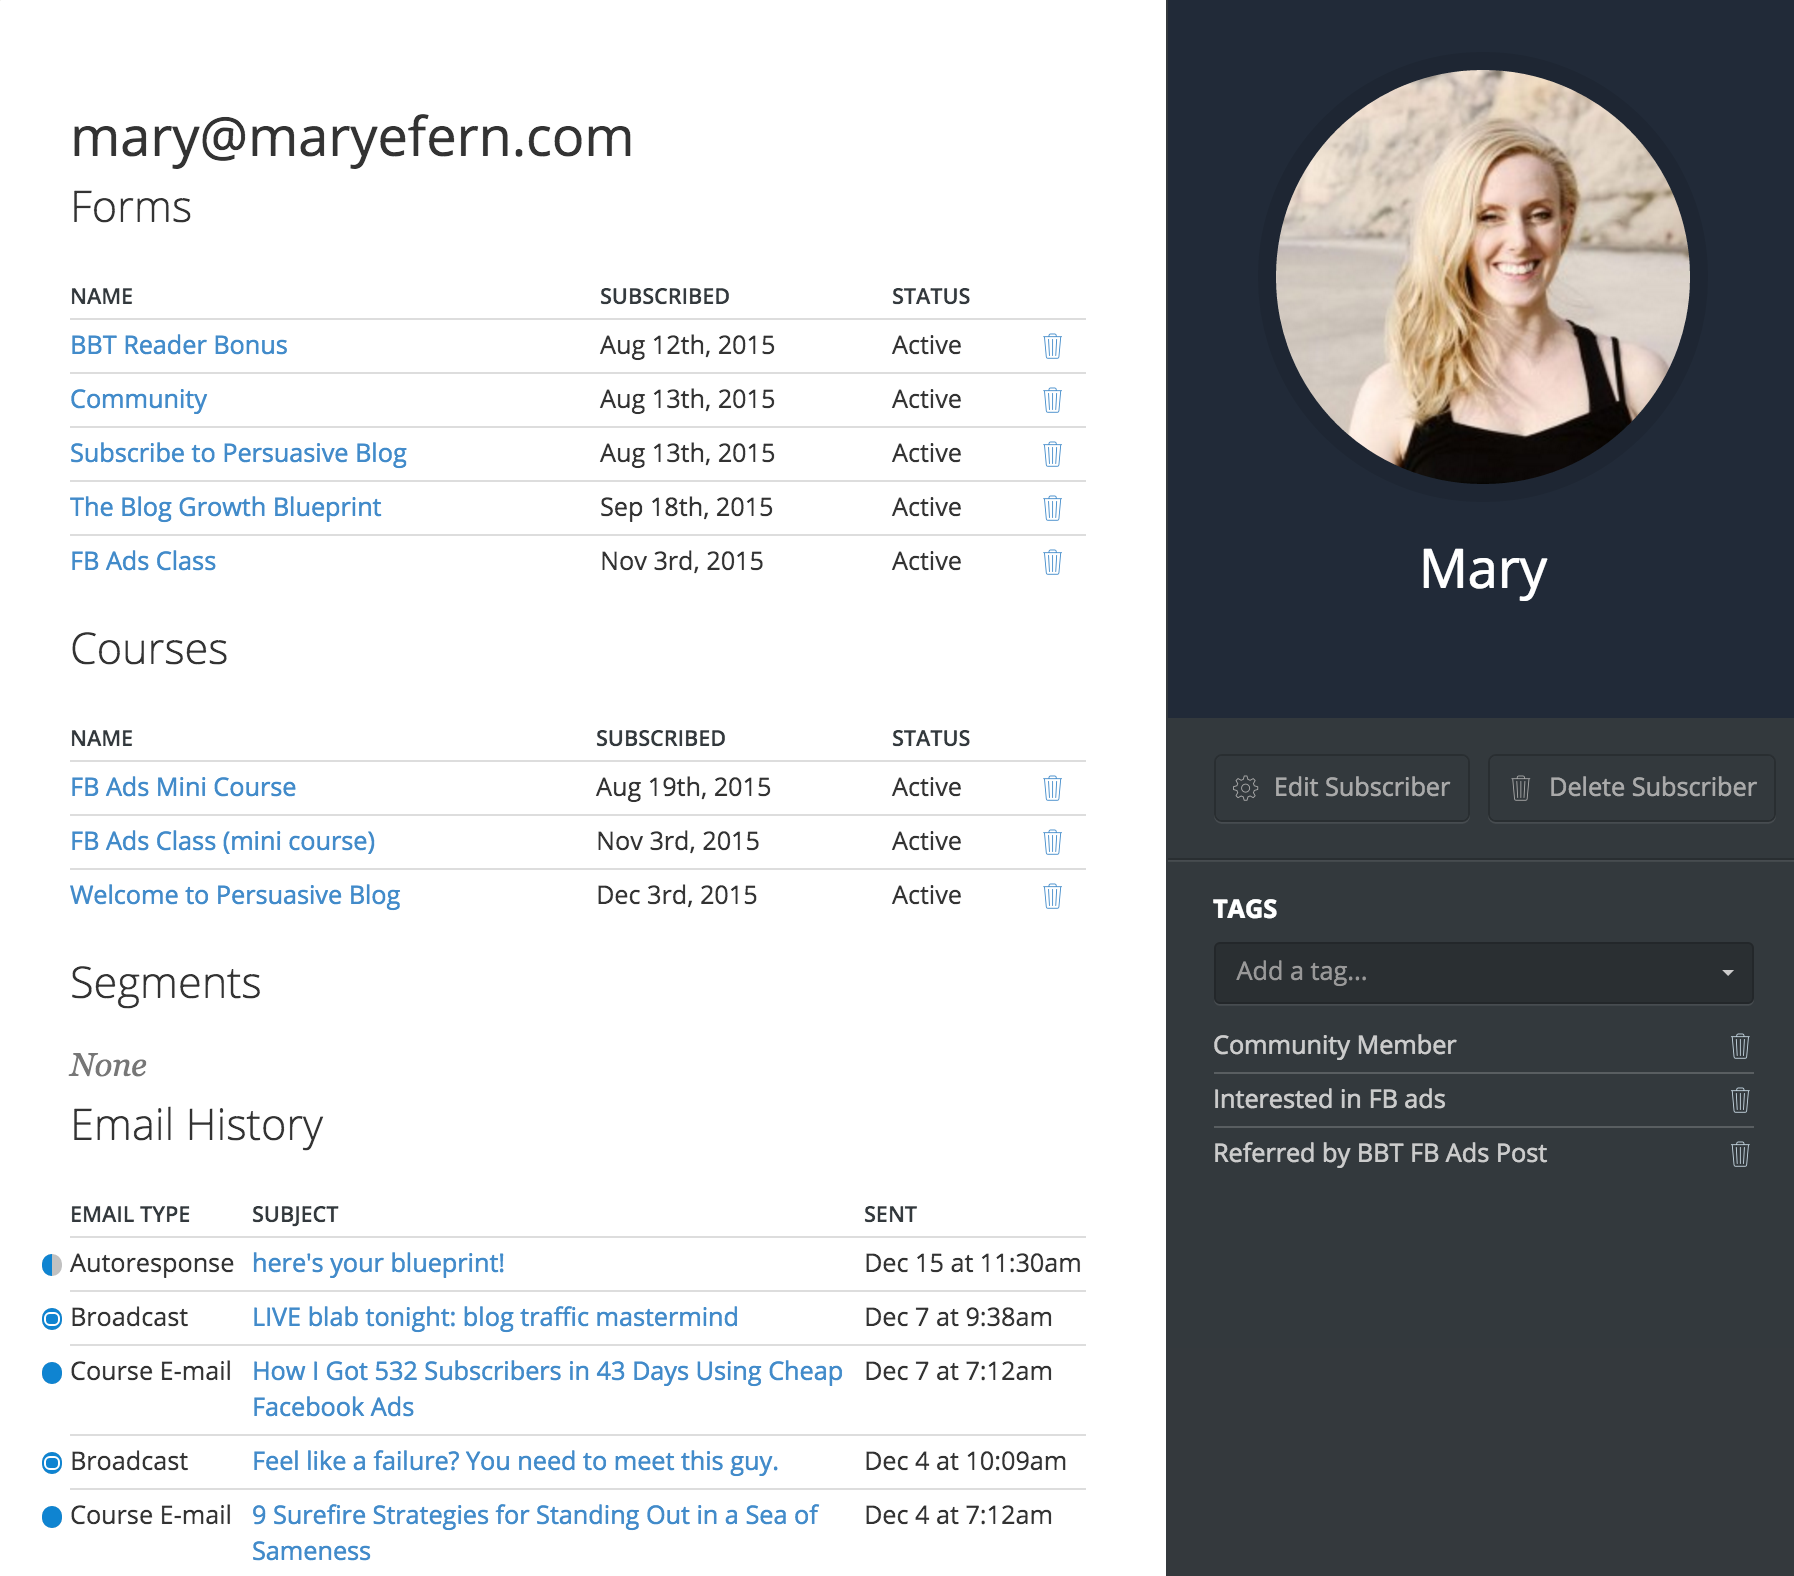 mary@maryefern.com
Forms
NAME SUBSCRIBED STATUS
BBT Reader Bonus Aug 12th, 2015 Active
Community Aug 13th, 2015 Active
Subscribe to Persuasive Blog Aug 13th, 2015 Active
The Blog Growth Blueprint Sep 18th, 2015 Active
FB Ads Class Nov 3rd, 2015 Active
Courses
NAME SUBSCRIBED STATUS
FB Ads Mini Course Aug 19th, 2015 Active
FB Ads Class (mini course) Nov 3rd, 2015 Active
Welcome to Persuasive Blog Dec 3rd, 2015 Active
Segments
None
Email History
EMAIL TYPE SUBJECT SENT
Autoresponse here's your blueprint! Dec 15 at 11:30am
Broadcast LIVE blab tonight: blog traffic mastermind Dec 7 at 9:38am
Course E-mail How I Got 532 Subscribers in 43 Days Using Cheap Dec 7 at 7:12am
Facebook Ads
Broadcast Feel like a failure? You need to meet this guy. Dec 4 at 10:09am
Course E-mail 9 Surefire Strategies for Standing Out in a Sea of Dec 4 at 7:12am
Sameness
Mary
Edit Subscriber Delete Subscriber
TAGS
Add a tag...
Community Member
Interested in FB ads
Referred by BBT FB Ads Post